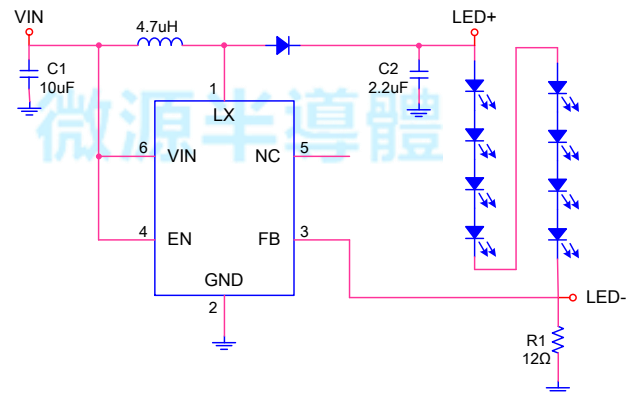 VIN
4.7uH
LED+
C1
10uF
C2
2.2uF
1
LX
微源半導體
6
VIN
NC
5
4
EN
FB
3
GND
2
LED-
R1
12Ω